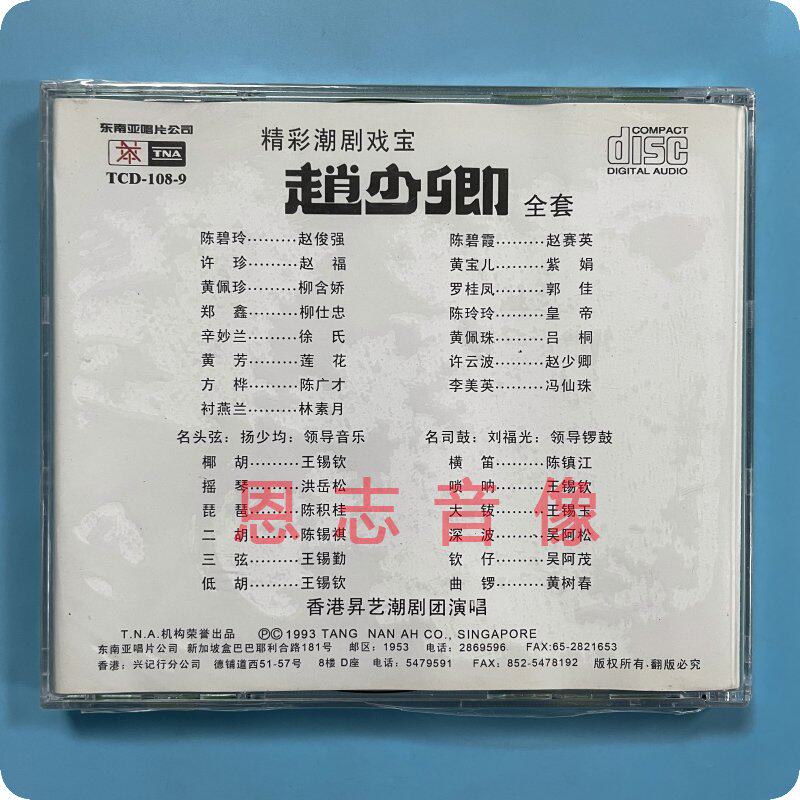 东南亚唱片公司
TNA
TCD-108-9
精彩潮剧戏宝
COMPACT
disc
DIGITAL AUDIO
趙少卿 全套
陈碧玲………赵俊强
许 珍………赵 福
黄佩珍………柳含娇
郑 鑫………柳仕忠
辛妙兰………徐 氏
黄 芳………莲 花
方 桦………陈广才
衬燕兰………林素月
陈碧霞………赵赛英
黄宝儿………紫 娟
罗桂凤………郭 佳
陈玲玲………皇 帝
黄佩珠………吕 桐
许云波………赵少卿
李美英………冯仙珠
名头弦：扬少均：领导音乐
椰 胡………王锡钦
摇 琴………洪岳松
琵 琶………陈积桂
二 胡………陈锡祺
三 弦………王锡勤
低 胡………王锡钦
名司鼓：刘福光：领导锣鼓
横 笛………陈镇江
唢 呐………王锡钦
大 钹………王锡宝
深 波………吴阿松
钦 仔………吴阿茂
曲 锣………黄树春
恩志音像
香港昇艺潮剧团演唱
T.N.A.机构荣誉出品 ⓅⒸ1993 TANG NAN AH CO., SINGAPORE
东南亚唱片公司 新加坡盒巴巴耶利合路181号 邮区：1953 电话：2869596 FAX:65-2821653
香港：兴记行分公司 德铺道西51-57号 8楼 D座 电话：5479591 FAX：852-5478192 版权所有·翻版必究